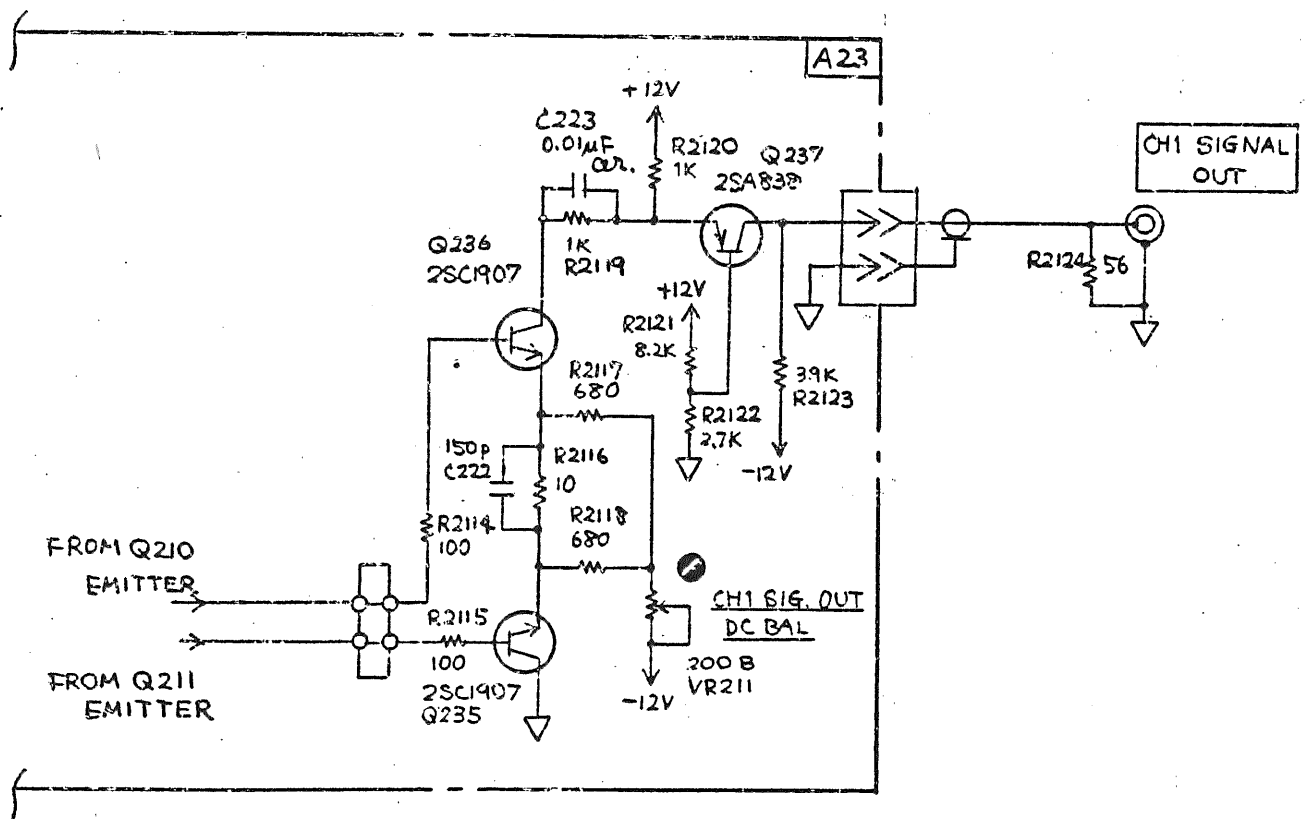 A23
+12V
C223
0.01µF
cer.
R2120
1K
Q237
2SA838
CH1 SIGNAL
OUT
1K
R2119
Q236
2SC1907
R2124
56
+12V
R2121
8.2K
R2117
680
3.9K
R2123
R2122
2.7K
-12V
150p
C222
R2116
10
R2118
680
R2114
100
FROM Q210
EMITTER
CH1 SIG. OUT
DC BAL
R2115
100
200 B
VR211
-12V
FROM Q211
EMITTER
2SC1907
Q235